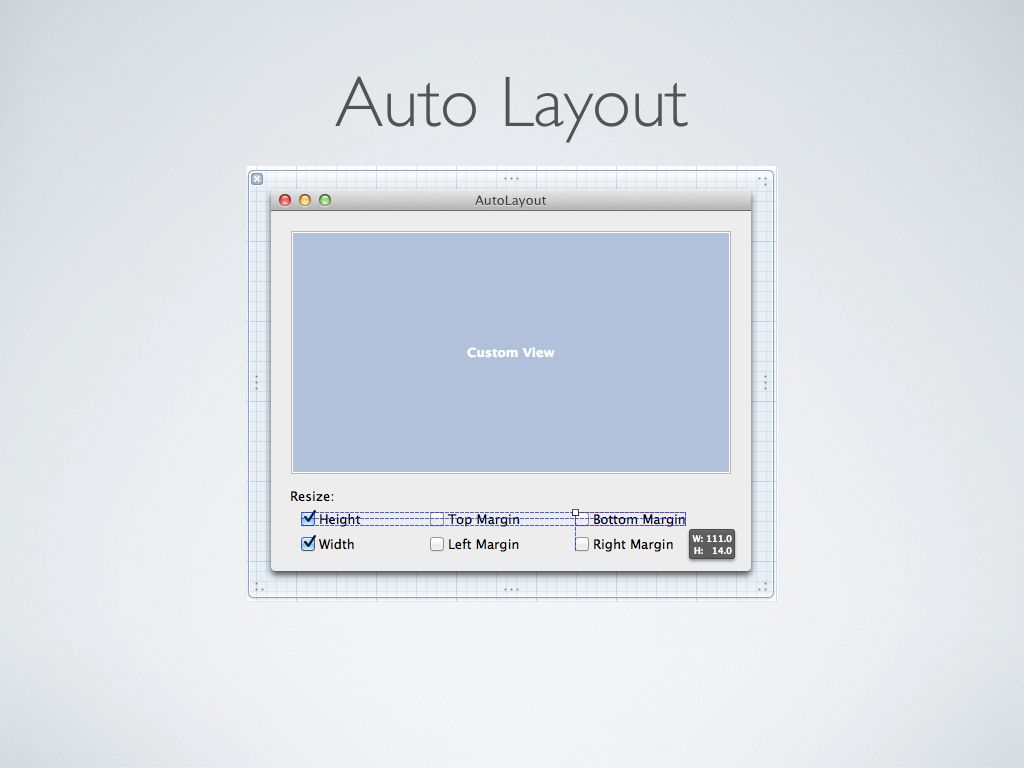 Auto Layout
AutoLayout
Custom View
Resize:
Height Top Margin Bottom Margin
Width Left Margin Right Margin
W: 111.0
H: 14.0